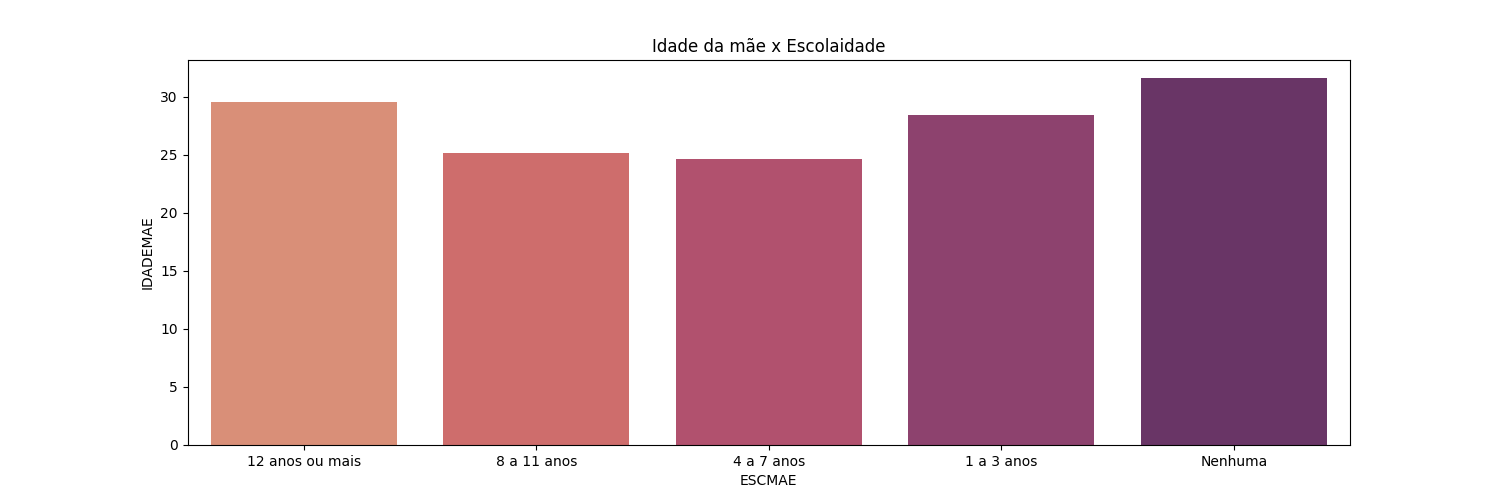 Idade da mãe x Escolaidade
IDADEMAE
30
25
20
15
10
5
0
12 anos ou mais
8 a 11 anos
4 a 7 anos
1 a 3 anos
Nenhuma
ESCMAE